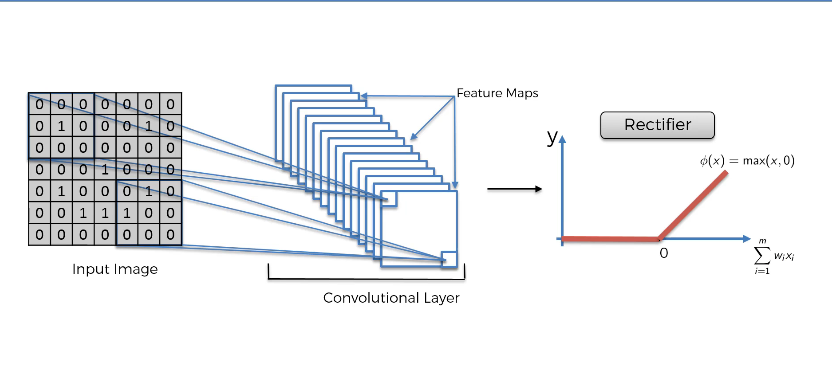 0 0 0 0 0 0 0
0 1 0 0 0 1 0
0 0 0 0 0 0 0
0 0 0 1 0 0 0
0 1 0 0 0 1 0
0 0 1 1 1 0 0
0 0 0 0 0 0 0
Input Image
Feature Maps
Convolutional Layer
Rectifier
y
ϕ(x) = max(x, 0)
0
m
∑ wᵢxᵢ
i=1